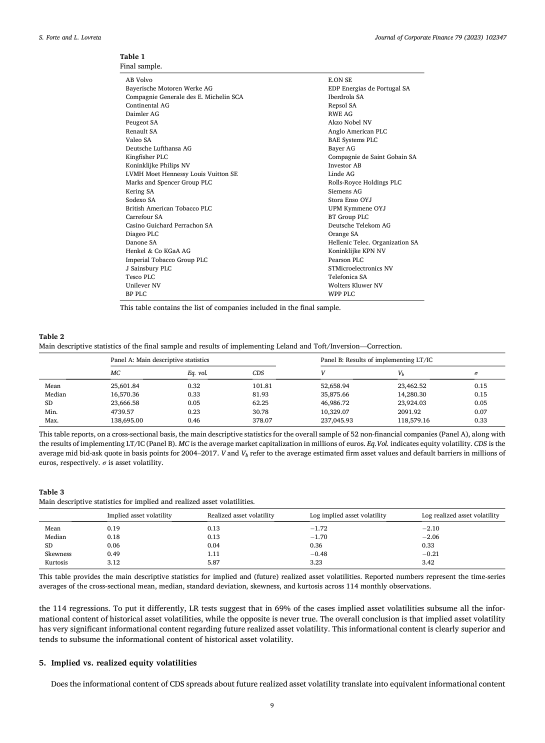 S. Forte and L. Lovreta
Journal of Corporate Finance 79 (2023) 102347
Table 1
Final sample.
AB Volvo E.ON SE
Bayerische Motoren Werke AG EDP Energias de Portugal SA
Compagnie Generale des E. Michelin SCA Iberdrola SA
Continental AG Repsol SA
Daimler AG RWE AG
Peugeot SA Akzo Nobel NV
Renault SA Anglo American PLC
Valeo SA BAE Systems PLC
Deutsche Lufthansa AG Bayer AG
Kingfisher PLC Compagnie de Saint Gobain SA
Koninklijke Philips NV Investor AB
LVMH Moet Hennessy Louis Vuitton SE Linde AG
Marks and Spencer Group PLC Rolls-Royce Holdings PLC
Kering SA Siemens AG
Sodexo SA Stora Enso OYJ
British American Tobacco PLC UPM Kymmene OYJ
Carrefour SA BT Group PLC
Casino Guichard Perrachon SA Deutsche Telekom AG
Diageo PLC Orange SA
Danone SA Hellenic Telec. Organization SA
Henkel & Co KGaA AG Koninklijke KPN NV
Imperial Tobacco Group PLC Pearson PLC
J Sainsbury PLC STMicroelectronics NV
Tesco PLC Telefonica SA
Unilever NV Wolters Kluwer NV
BP PLC WPP PLC
This table contains the list of companies included in the final sample.
Table 2
Main descriptive statistics of the final sample and results of implementing Leland and Toft/Inversion—Correction.
Panel A: Main descriptive statistics Panel B: Results of implementing LT/IC
MC Eq. vol. CDS V Vb σ
Mean 25,601.84 0.32 101.81 52,658.94 23,462.52 0.15
Median 16,570.36 0.33 81.93 35,875.66 14,280.30 0.15
SD 23,666.58 0.05 62.25 46,986.72 23,924.03 0.05
Min. 4739.57 0.23 30.78 10,329.07 2091.92 0.07
Max. 138,695.00 0.46 378.07 237,045.93 118,579.16 0.33
This table reports, on a cross-sectional basis, the main descriptive statistics for the overall sample of 52 non-financial companies (Panel A), along with
the results of implementing LT/IC (Panel B). MC is the average market capitalization in millions of euros. Eq.Vol. indicates equity volatility. CDS is the
average mid bid-ask quote in basis points for 2004–2017. V and Vb refer to the average estimated firm asset values and default barriers in millions of
euros, respectively. σ is asset volatility.
Table 3
Main descriptive statistics for implied and realized asset volatilities.
Implied asset volatility Realized asset volatility Log implied asset volatility Log realized asset volatility
Mean 0.19 0.13 −1.72 −2.10
Median 0.18 0.13 −1.70 −2.06
SD 0.06 0.04 0.36 0.33
Skewness 0.49 1.11 −0.48 −0.21
Kurtosis 3.12 5.87 3.23 3.42
This table provides the main descriptive statistics for implied and (future) realized asset volatilities. Reported numbers represent the time-series
averages of the cross-sectional mean, median, standard deviation, skewness, and kurtosis across 114 monthly observations.
the 114 regressions. To put it differently, LR tests suggest that in 69% of the cases implied asset volatilities subsume all the infor-
mational content of historical asset volatilities, while the opposite is never true. The overall conclusion is that implied asset volatility
has very significant informational content regarding future realized asset volatility. This informational content is clearly superior and
tends to subsume the informational content of historical asset volatility.
5. Implied vs. realized equity volatilities
Does the informational content of CDS spreads about future realized asset volatility translate into equivalent informational content
9